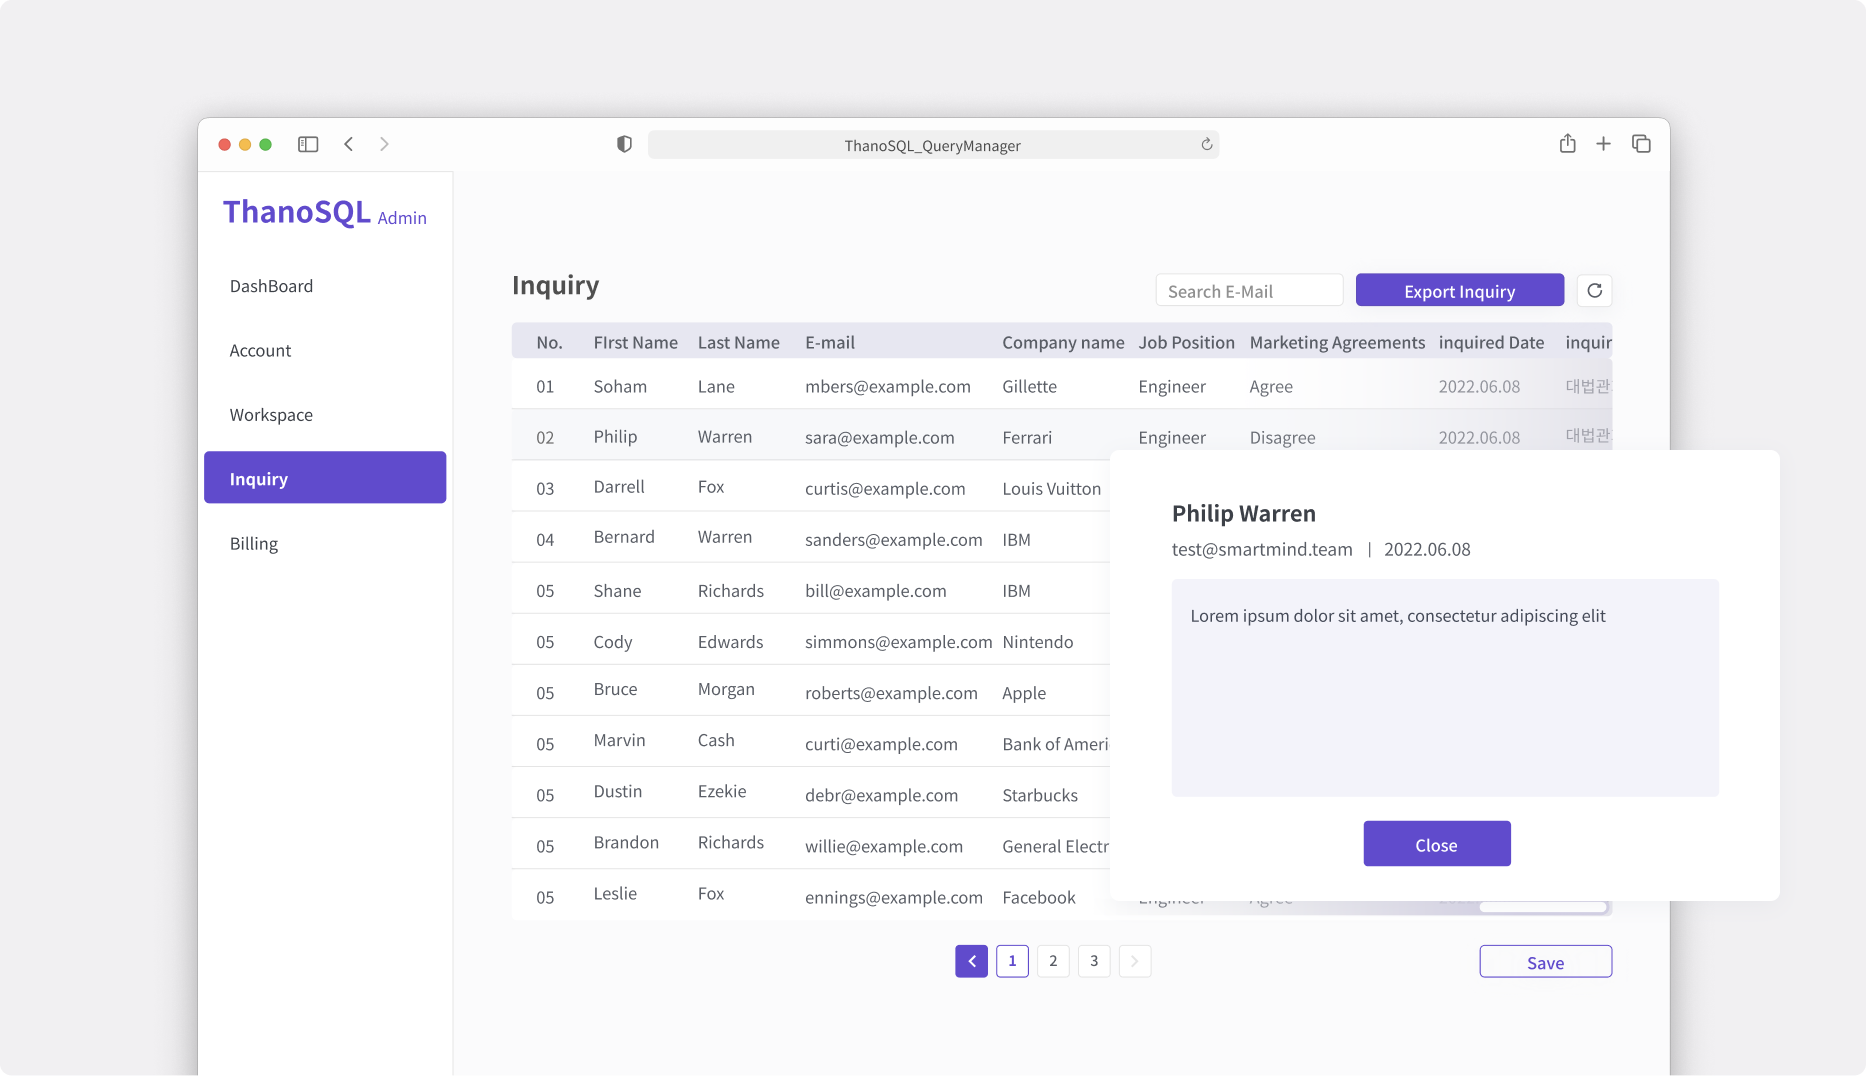 ThanoSQL_QueryManager
ThanoSQL Admin
DashBoard
Account
Workspace
Inquiry
Billing
Inquiry
Search E-Mail
Export Inquiry
No. FIrst Name Last Name E-mail Company name Job Position Marketing Agreements inquired Date inquir
01 Soham Lane mbers@example.com Gillette Engineer Agree 2022.06.08 대법관
02 Philip Warren sara@example.com Ferrari Engineer Disagree 2022.06.08 대법관
03 Darrell Fox curtis@example.com Louis Vuitton
04 Bernard Warren sanders@example.com IBM
05 Shane Richards bill@example.com IBM
05 Cody Edwards simmons@example.com Nintendo
05 Bruce Morgan roberts@example.com Apple
05 Marvin Cash curti@example.com Bank of Ameri
05 Dustin Ezekie debr@example.com Starbucks
05 Brandon Richards willie@example.com General Electr
05 Leslie Fox ennings@example.com Facebook Engineer Agree
Philip Warren
test@smartmind.team | 2022.06.08
Lorem ipsum dolor sit amet, consectetur adipiscing elit
Close
1 2 3
Save